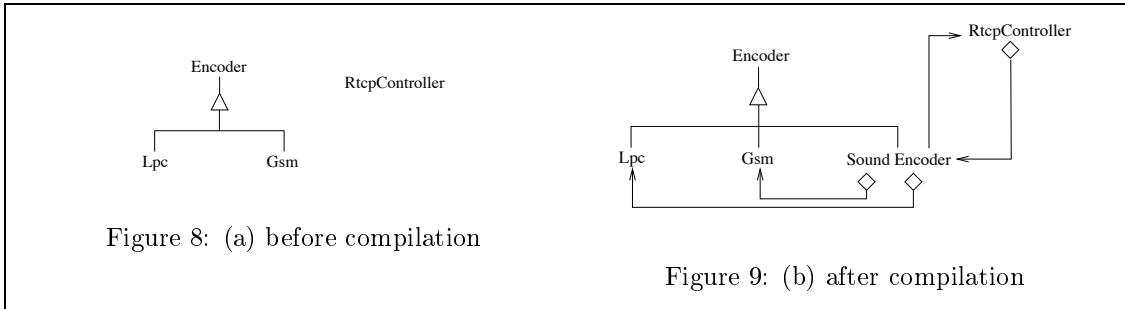 Encoder
RtcpController
Lpc
Gsm
Figure 8: (a) before compilation
RtcpController
Encoder
Lpc
Gsm
Sound Encoder
Figure 9: (b) after compilation